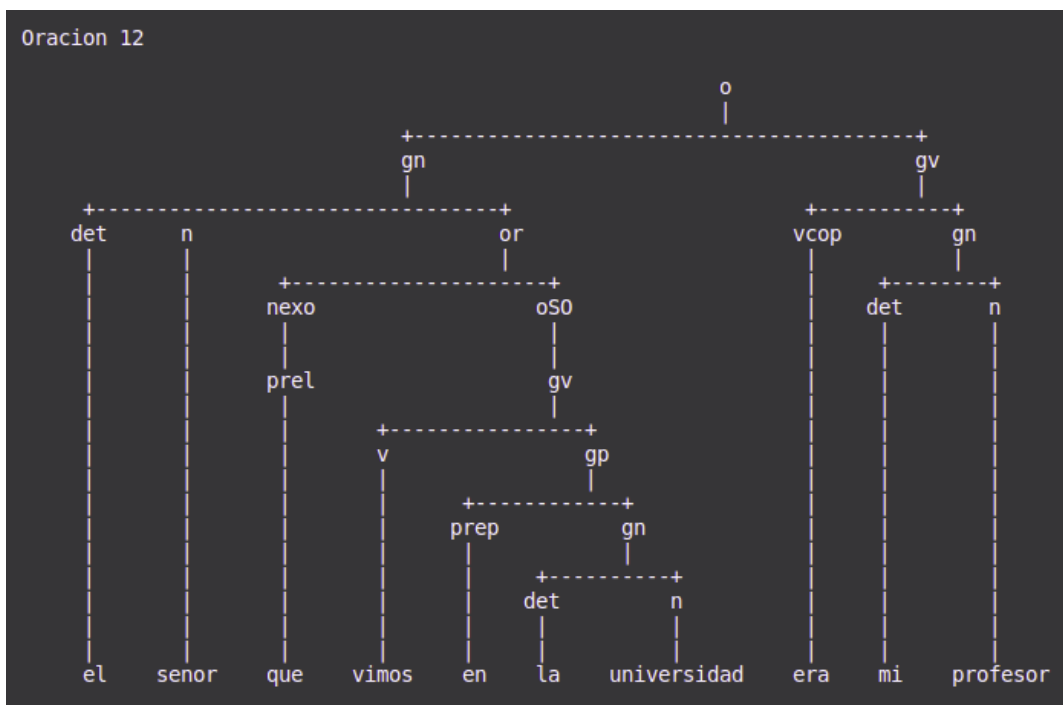 Oracion 12
o
gn gv
det n or vcop gn
nexo oSO det n
prel gv
v gp
prep gn
det n
el senor que vimos en la universidad era mi profesor